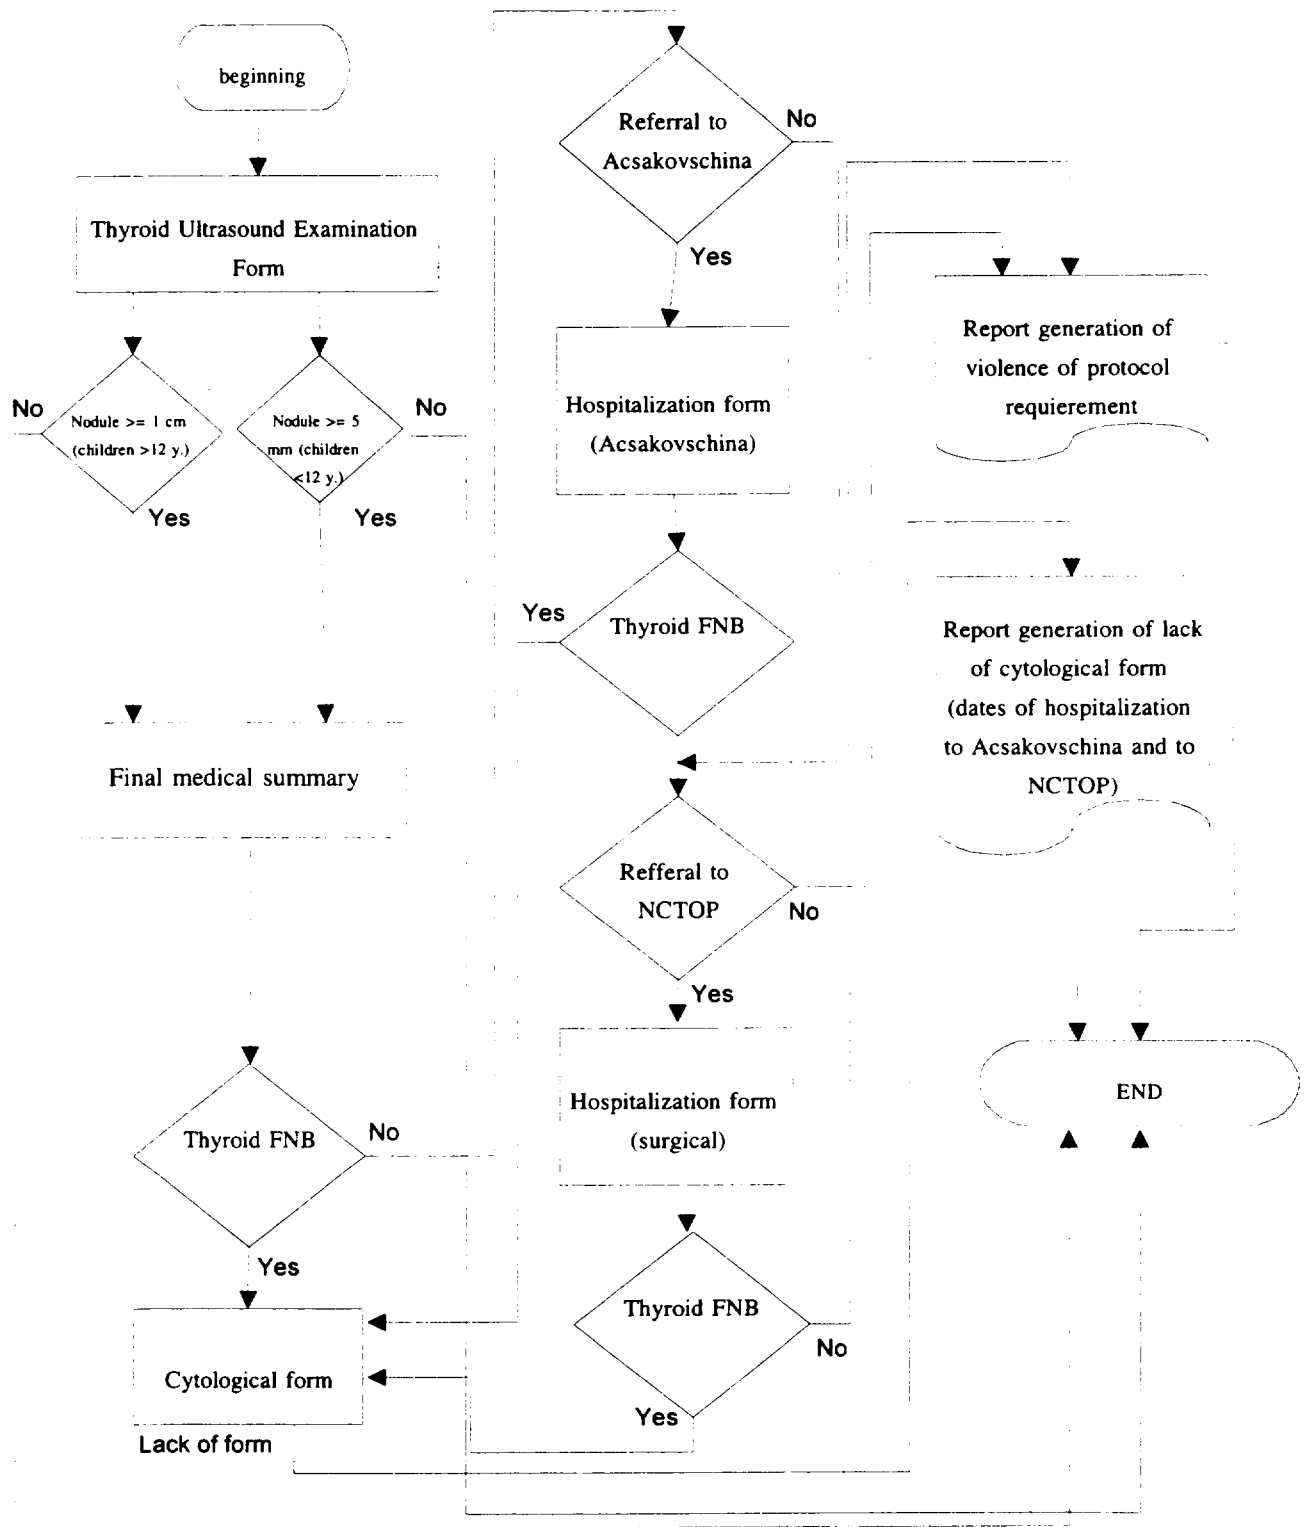 beginning
Thyroid Ultrasound Examination
Form
No
Nodule >= 1 cm
(children >12 y.)
Yes
Nodule >= 5
mm (children
<12 y.)
No
Yes
Final medical summary
Thyroid FNB
No
Yes
Cytological form
Lack of form
Referral to
Acsakovschina
No
Yes
Hospitalization form
(Acsakovschina)
Yes
Thyroid FNB
Refferal to
NCTOP
No
Yes
Hospitalization form
(surgical)
Thyroid FNB
No
Yes
Report generation of
violence of protocol
requierement
Report generation of lack
of cytological form
(dates of hospitalization
to Acsakovschina and to
NCTOP)
END